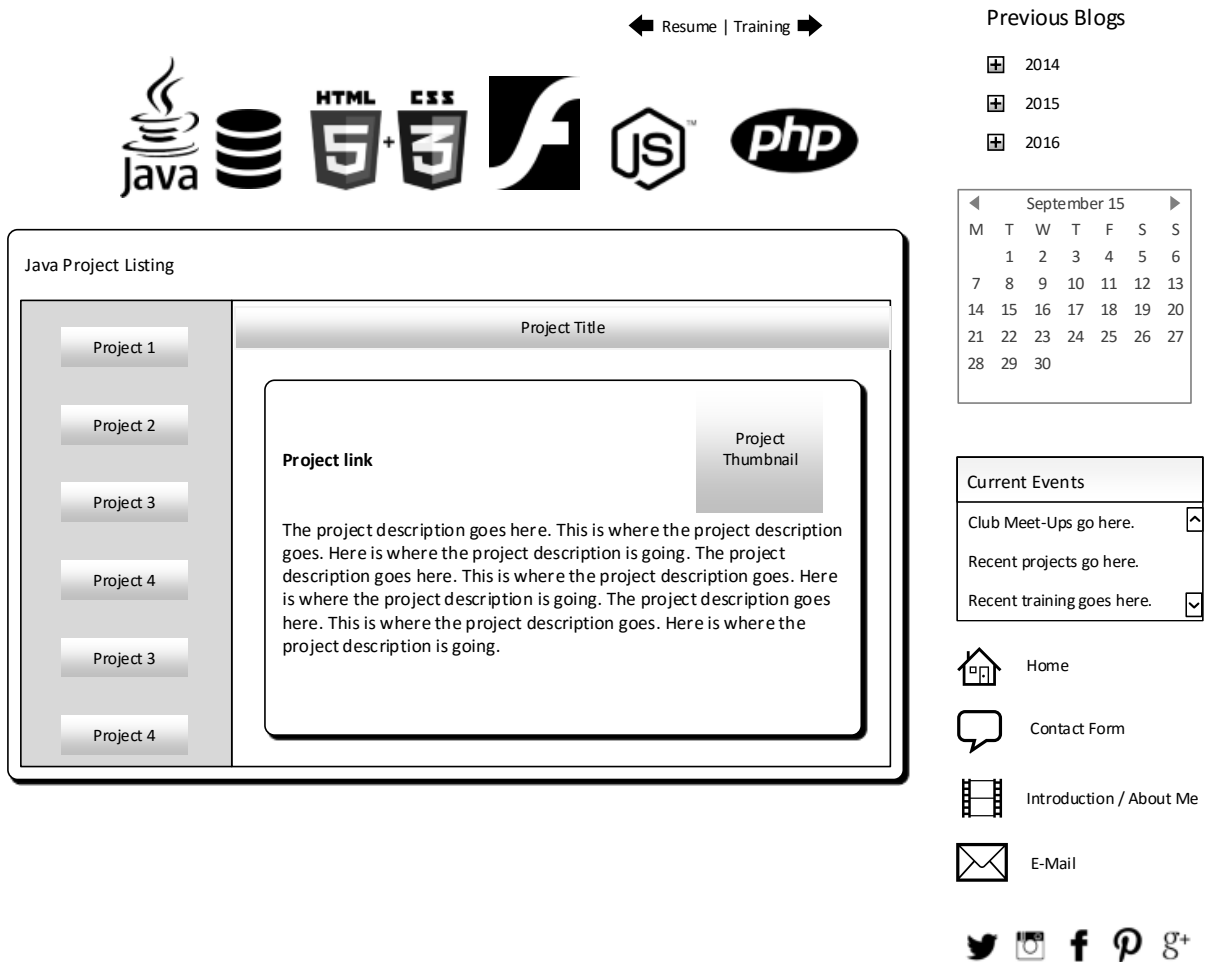 Resume | Training
HTML
5
+
CSS
3
Java
JS
TM
php
Java Project Listing
Project 1
Project 2
Project 3
Project 4
Project 3
Project 4
Project Title
Project link
Project
Thumbnail
The project description goes here. This is where the project description
goes. Here is where the project description is going. The project
description goes here. This is where the project description goes. Here
is where the project description is going. The project description goes
here. This is where the project description goes. Here is where the
project description is going.
Previous Blogs
2014
2015
2016
September 15
M T W T F S S
1 2 3 4 5 6
7 8 9 10 11 12 13
14 15 16 17 18 19 20
21 22 23 24 25 26 27
28 29 30
Current Events
Club Meet-Ups go here.
Recent projects go here.
Recent training goes here.
Home
Contact Form
Introduction / About Me
E-Mail
g+